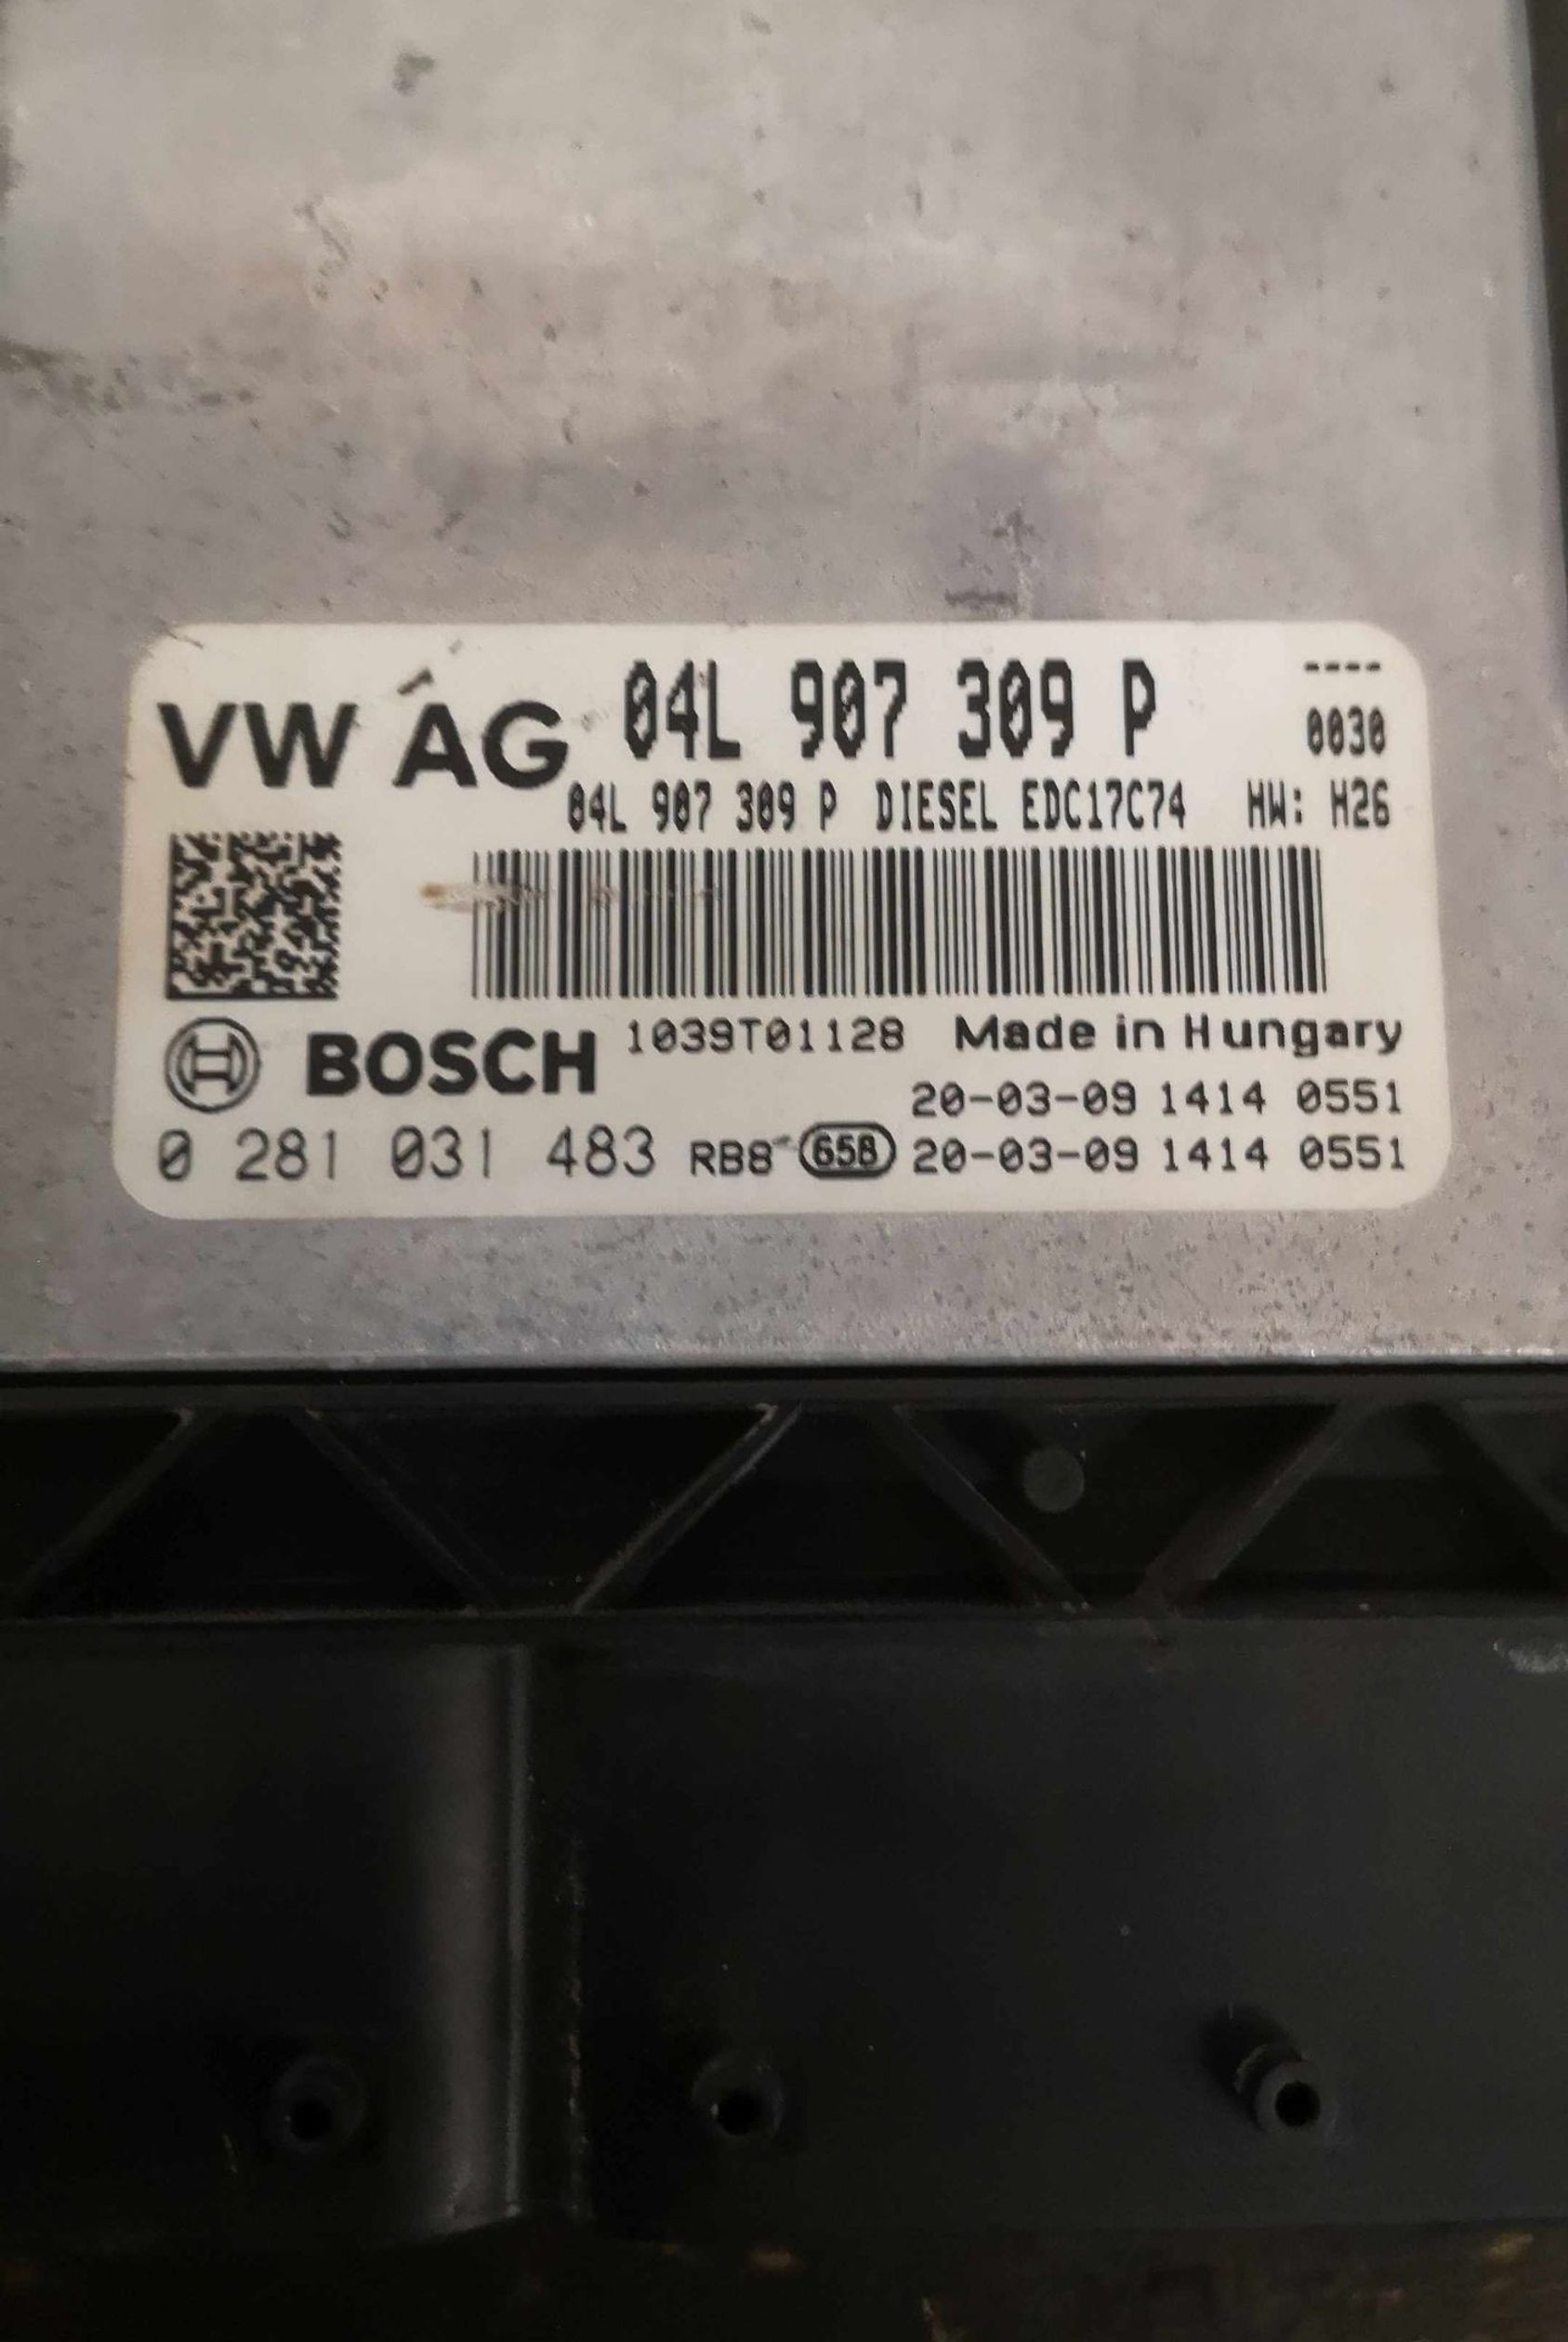 VW AG 04L 907 309 P ----
0030
04L 907 309 P DIESEL EDC17C74 HW: H26
BOSCH 1039T01128 Made in Hungary
20-03-09 1414 0551
0 281 031 483 RB8 658 20-03-09 1414 0551